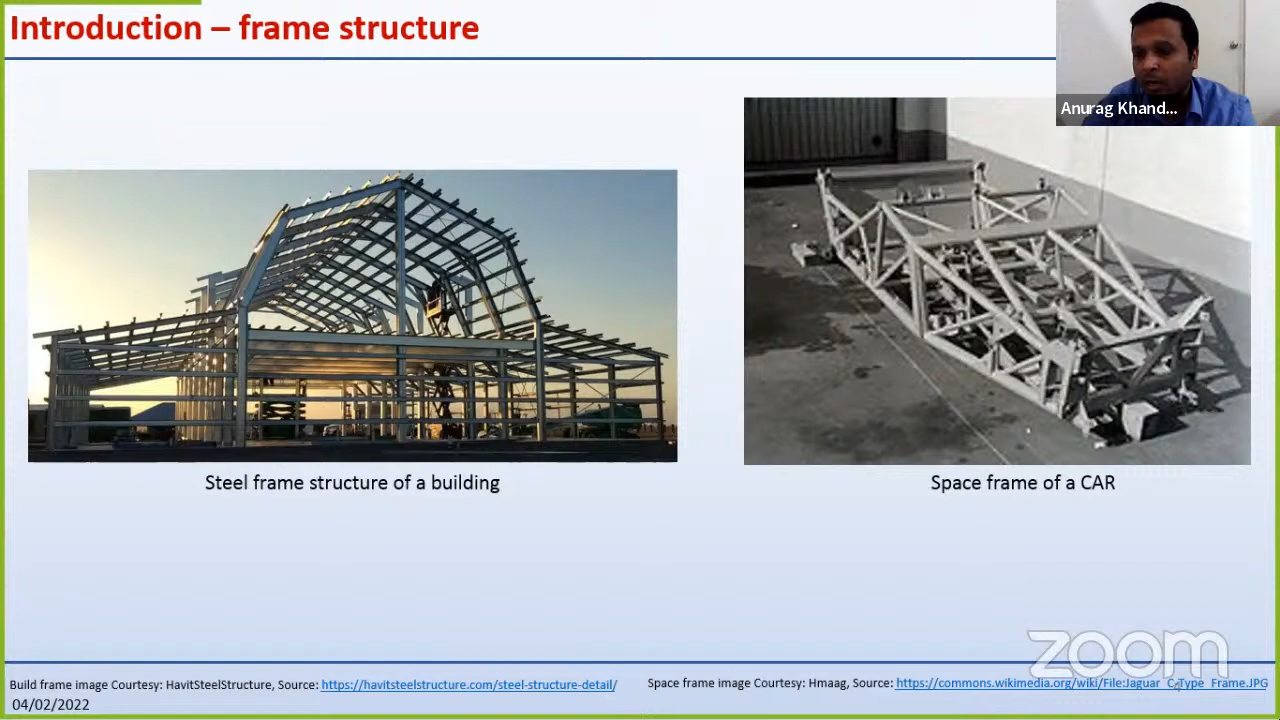 Introduction – frame structure
Anurag Khand...
Steel frame structure of a building
Space frame of a CAR
zoom
Build frame image Courtesy: HavitSteelStructure, Source: https://havitsteelstructure.com/steel-structure-detail/
Space frame image Courtesy: Hmaag, Source: https://commons.wikimedia.org/wiki/File:Jaguar_C-Type_Frame.JPG
04/02/2022